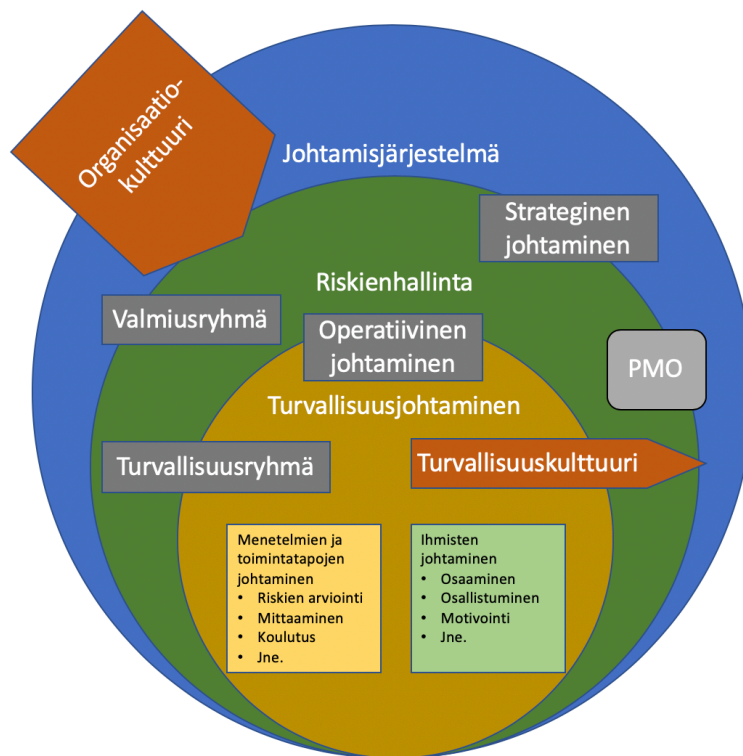 Organisaatio-
kulttuuri
Johtamisjärjestelmä
Strateginen
johtaminen
Riskienhallinta
Valmiusryhmä
Operatiivinen
johtaminen
PMO
Turvallisuusjohtaminen
Turvallisuusryhmä
Turvallisuuskulttuuri
Menetelmien ja
toimintatapojen
johtaminen
• Riskien arviointi
• Mittaaminen
• Koulutus
• Jne.
Ihmisten
johtaminen
• Osaaminen
• Osallistuminen
• Motivointi
• Jne.